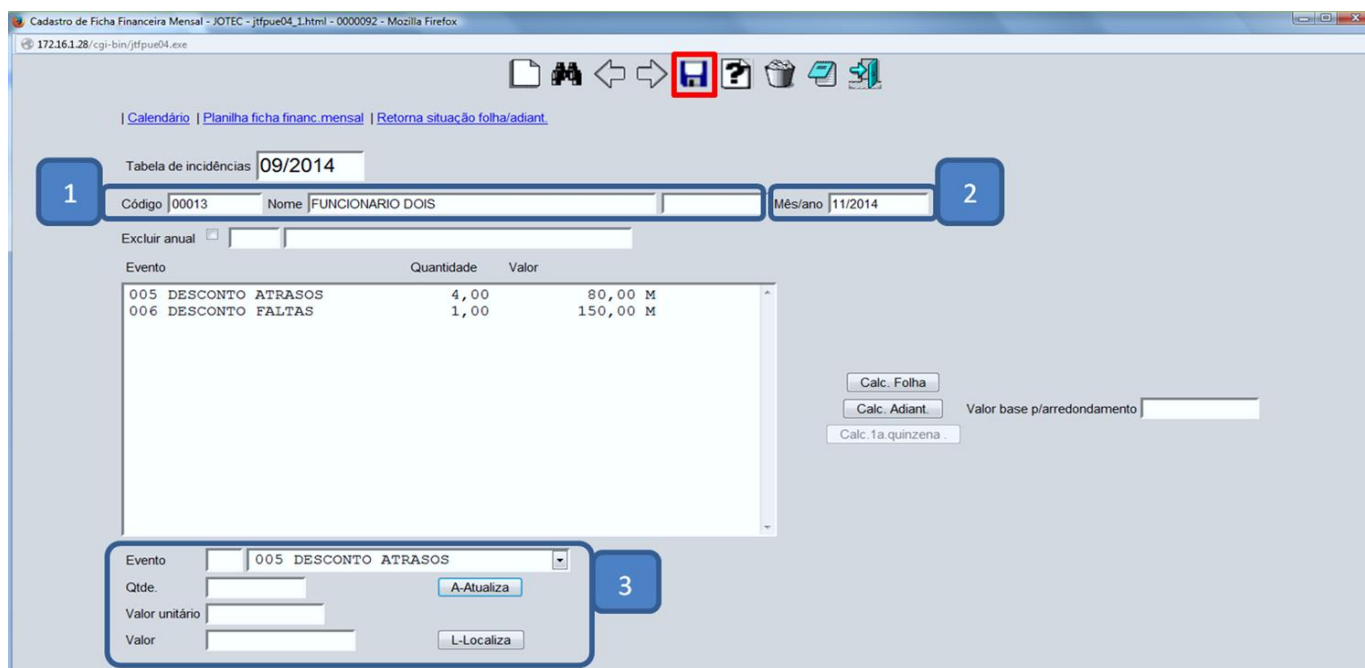 Cadastro de Ficha Financeira Mensal - JOTEC - jtfpue04_1.html - 0000092 - Mozilla Firefox
172.16.1.28/cgi-bin/jtfpue04.exe
| Calendário | Planilha ficha financ.mensal | Retorna situação folha/adiant.
Tabela de incidências 09/2014
1
Código 00013 Nome FUNCIONARIO DOIS Mês/ano 11/2014
2
Excluir anual
Evento Quantidade Valor
005 DESCONTO ATRASOS 4,00 80,00 M
006 DESCONTO FALTAS 1,00 150,00 M
Calc. Folha
Calc. Adiant. Valor base p/arredondamento
Calc.1a.quinzena .
Evento 005 DESCONTO ATRASOS
Qtde. A-Atualiza
3
Valor unitário
Valor L-Localiza